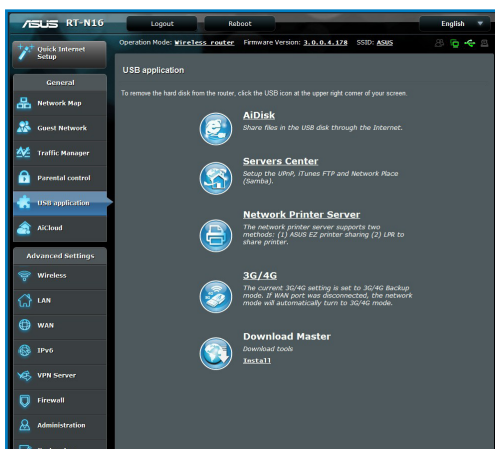 ASUS RT-N16
Logout
Reboot
English
Quick Internet
Setup
Operation Mode: Wireless router Firmware Version: 3.0.0.4.178 SSID: ASUS
General
Network Map
Guest Network
Traffic Manager
Parental control
USB application
AiCloud
Advanced Settings
Wireless
LAN
WAN
IPv6
VPN Server
Firewall
Administration
USB application
To remove the hard disk from the router, click the USB icon at the upper right corner of your screen.
AiDisk
Share files in the USB disk through the Internet.
Servers Center
Setup the UPnP, iTunes FTP and Network Place
(Samba).
Network Printer Server
The network printer server supports two
methods: (1) ASUS EZ printer sharing (2) LPR to
share printer.
3G/4G
The current 3G/4G setting is set to 3G/4G Backup
mode. If WAN port was disconnected, the network
mode will automatically turn to 3G/4G mode.
Download Master
Download tools
Install